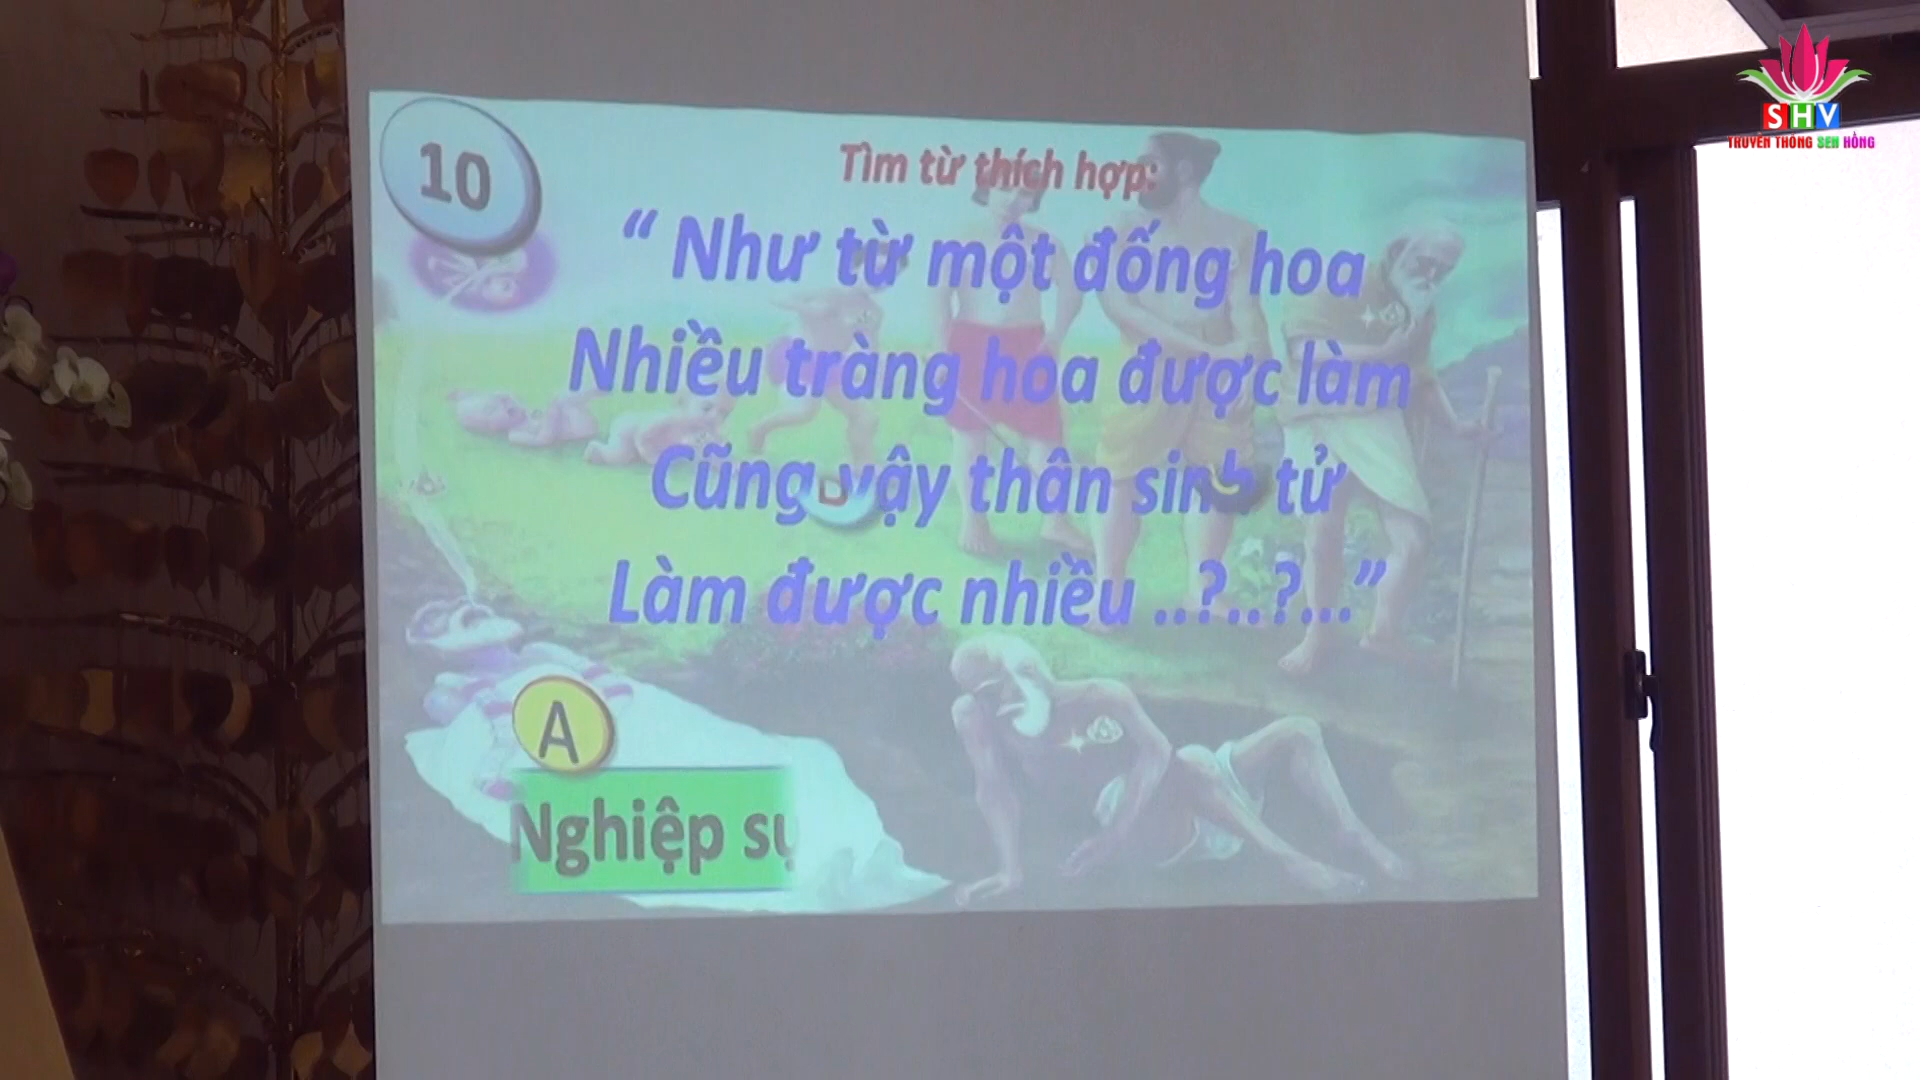 10
Tìm từ thích hợp:
“ Như từ một đống hoa
Nhiều tràng hoa được làm
Cũng vậy thân sinh tử
Làm được nhiều ..?..?...”
A
Nghiệp sự
SHV
TRUYỀN THÔNG SEN HỒNG